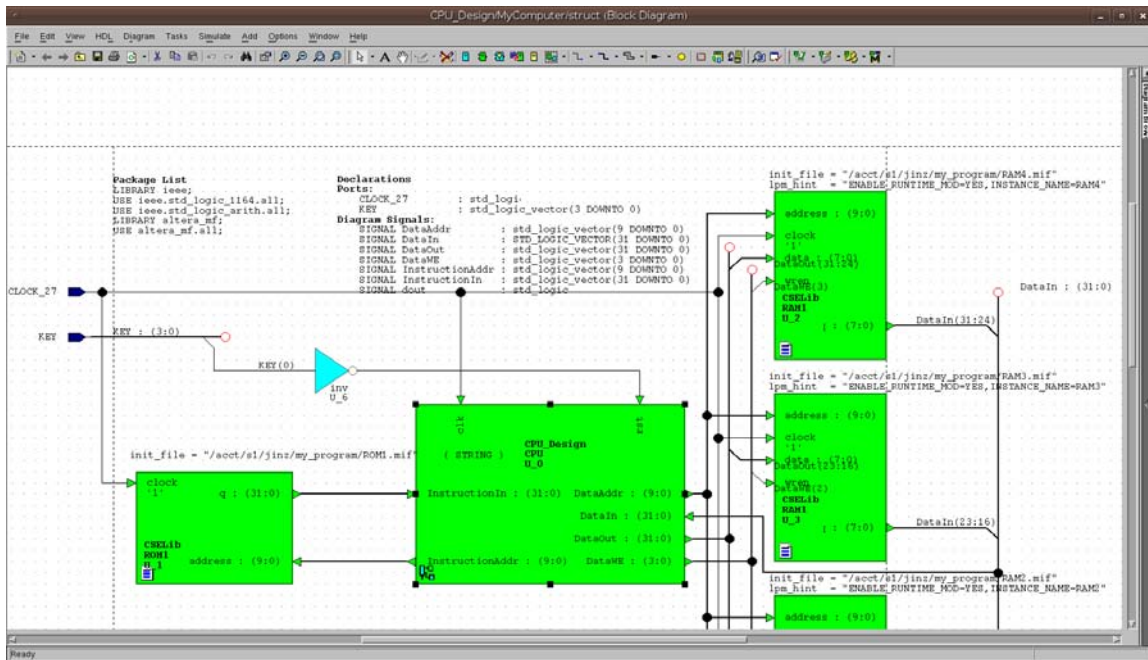 CPU_Design/MyComputer/struct (Block Diagram)
File Edit View HDL Diagram Tasks Simulate Add Options Window Help
Package List
LIBRARY ieee;
USE ieee.std_logic_1164.all;
USE ieee.std_logic_arith.all;
LIBRARY altera_mf;
USE altera_mf.all;
Declarations
Ports:
CLOCK_27 : std_logi
KEY : std_logic_vector(3 DOWNTO 0)
Diagram Signals:
SIGNAL DataAddr : std_logic_vector(9 DOWNTO 0)
SIGNAL DataIn : STD_LOGIC_VECTOR(31 DOWNTO 0)
SIGNAL DataOut : std_logic_vector(31 DOWNTO 0)
SIGNAL DataWE : std_logic_vector(3 DOWNTO 0)
SIGNAL InstructionAddr : std_logic_vector(9 DOWNTO 0)
SIGNAL InstructionIn : std_logic_vector(31 DOWNTO 0)
SIGNAL dout : std_logic
init_file = "/acct/s1/jinz/my_program/RAM4.mif"
lpm_hint = "ENABLE_RUNTIME_MOD=YES,INSTANCE_NAME=RAM4"
address : (9:0)
clock
'1'
data : (7:0)
DataOut(31:24)
wren
DataWE(3)
CSELib
RAM1
U_2
: (7:0)
DataIn(31:24)
DataIn : (31:0)
CLOCK_27
KEY
KEY : (3:0)
KEY(0)
inv
U_6
init_file = "/acct/s1/jinz/my_program/RAM3.mif"
lpm_hint = "ENABLE_RUNTIME_MOD=YES,INSTANCE_NAME=RAM3"
address : (9:0)
clock
'1'
data : (7:0)
DataOut(23:16)
wren
DataWE(2)
CSELib
RAM1
U_3
: (7:0)
DataIn(23:16)
clk
rst
CPU_Design
( STRING ) CPU
U_0
InstructionIn : (31:0) DataAddr : (9:0)
DataIn : (31:0)
DataOut : (31:0)
InstructionAddr : (9:0) DataWE : (3:0)
init_file = "/acct/s1/jinz/my_program/ROM1.mif"
clock
'1' q : (31:0)
CSELib
ROM1
U_1
address : (9:0)
init_file = "/acct/s1/jinz/my_program/RAM2.mif"
lpm_hint = "ENABLE_RUNTIME_MOD=YES,INSTANCE_NAME=RAM2"
address : (9:0)
Ready